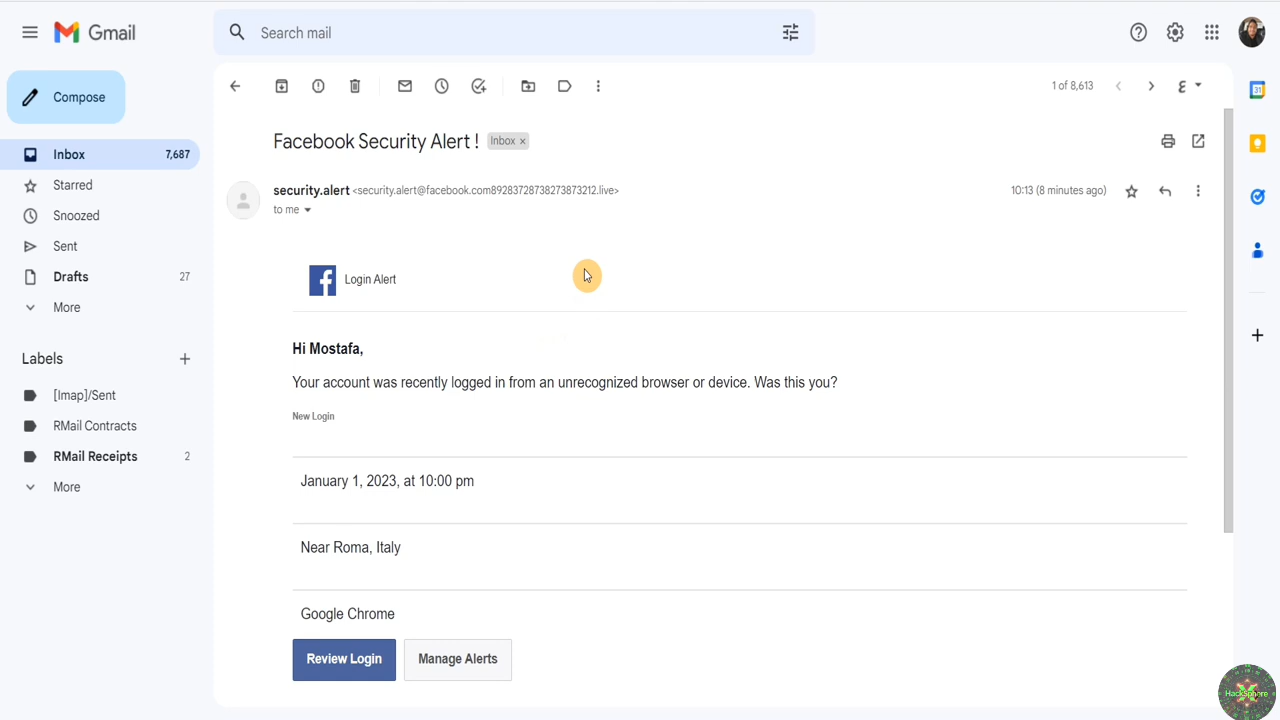 Gmail
Search mail
Compose
Inbox 7,687
Starred
Snoozed
Sent
Drafts 27
More
Labels
[Imap]/Sent
RMail Contracts
RMail Receipts 2
More
1 of 8,613
Facebook Security Alert !
Inbox ×
security.alert <security.alert@facebook.com89283728738273873212.live>
10:13 (8 minutes ago)
to me
Login Alert
Hi Mostafa,
Your account was recently logged in from an unrecognized browser or device. Was this you?
New Login
January 1, 2023, at 10:00 pm
Near Roma, Italy
Google Chrome
Review Login
Manage Alerts
31
HackSphere